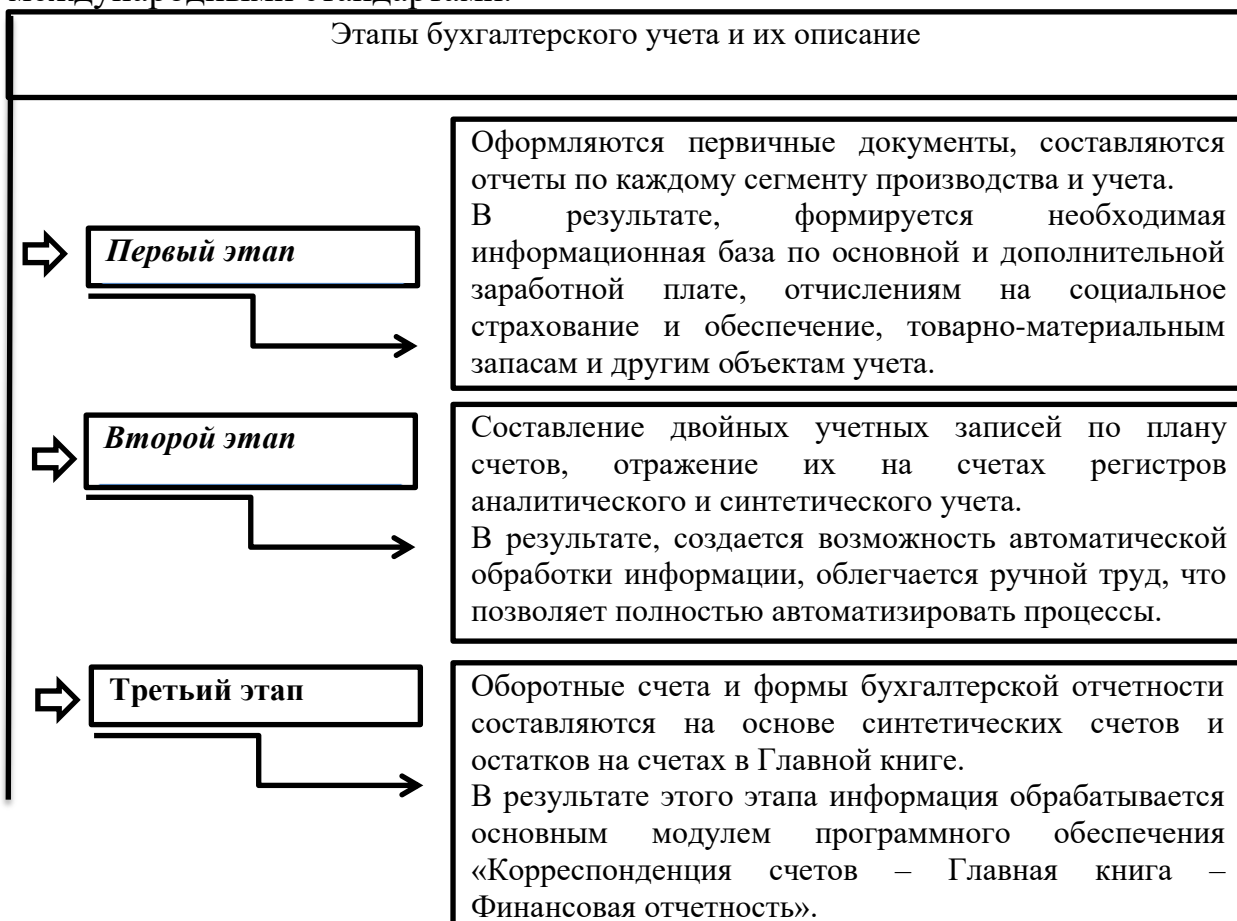 Этапы бухгалтерского учета и их описание
Первый этап
Оформляются первичные документы, составляются
отчеты по каждому сегменту производства и учета.
В результате, формируется необходимая
информационная база по основной и дополнительной
заработной плате, отчислениям на социальное
страхование и обеспечение, товарно-материальным
запасам и другим объектам учета.
Второй этап
Составление двойных учетных записей по плану
счетов, отражение их на счетах регистров
аналитического и синтетического учета.
В результате, создается возможность автоматической
обработки информации, облегчается ручной труд, что
позволяет полностью автоматизировать процессы.
Третьий этап
Оборотные счета и формы бухгалтерской отчетности
составляются на основе синтетических счетов и
остатков на счетах в Главной книге.
В результате этого этапа информация обрабатывается
основным модулем программного обеспечения
«Корреспонденция счетов – Главная книга –
Финансовая отчетность».